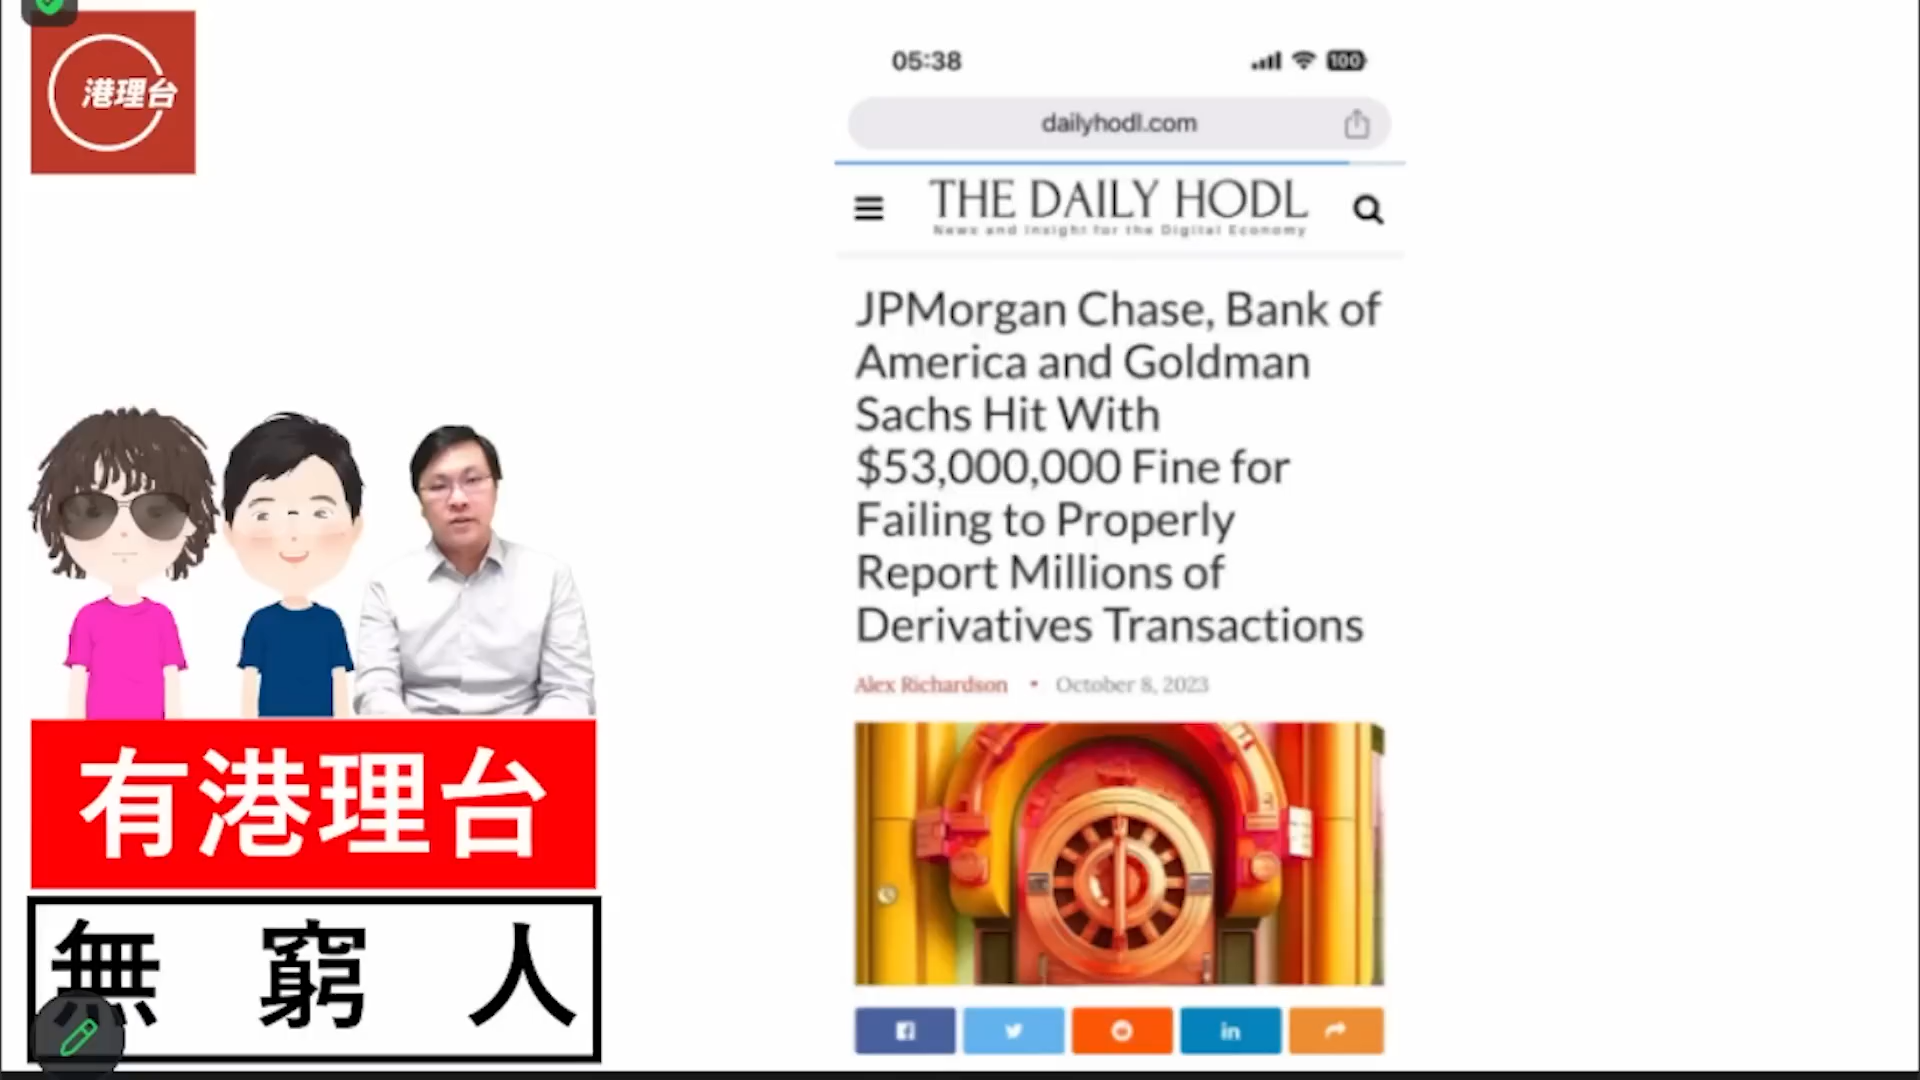 港理台
有港理台
無窮人
05:38
100
dailyhodl.com
THE DAILY HODL
News and Insight for the Digital Economy
JPMorgan Chase, Bank of
America and Goldman
Sachs Hit With
$53,000,000 Fine for
Failing to Properly
Report Millions of
Derivatives Transactions
Alex Richardson • October 8, 2023